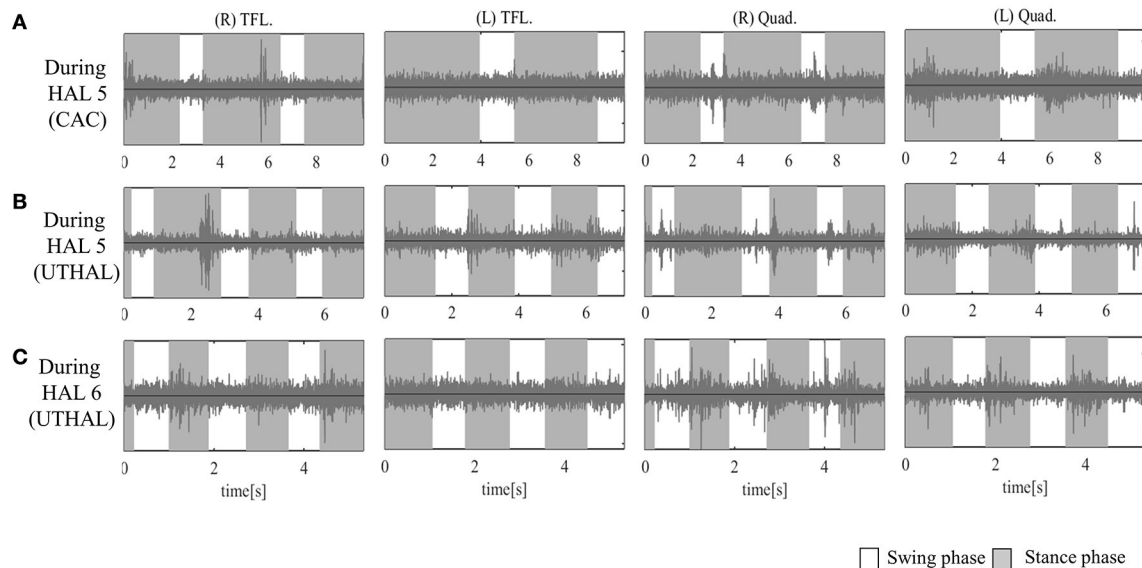 (R) TFL. (L) TFL. (R) Quad. (L) Quad.
A
During
HAL 5
(CAC)
0 2 4 6 8 0 2 4 6 8 0 2 4 6 8 0 2 4 6 8
B
During
HAL 5
(UTHAL)
0 2 4 6 0 2 4 6 0 2 4 6 0 2 4 6
C
During
HAL 6
(UTHAL)
0 2 4 0 2 4 0 2 4 0 2 4
time[s] time[s] time[s] time[s]
Swing phase Stance phase